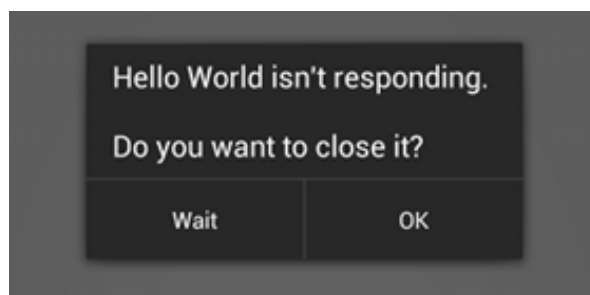 Hello World isn't responding.
Do you want to close it?
Wait
OK